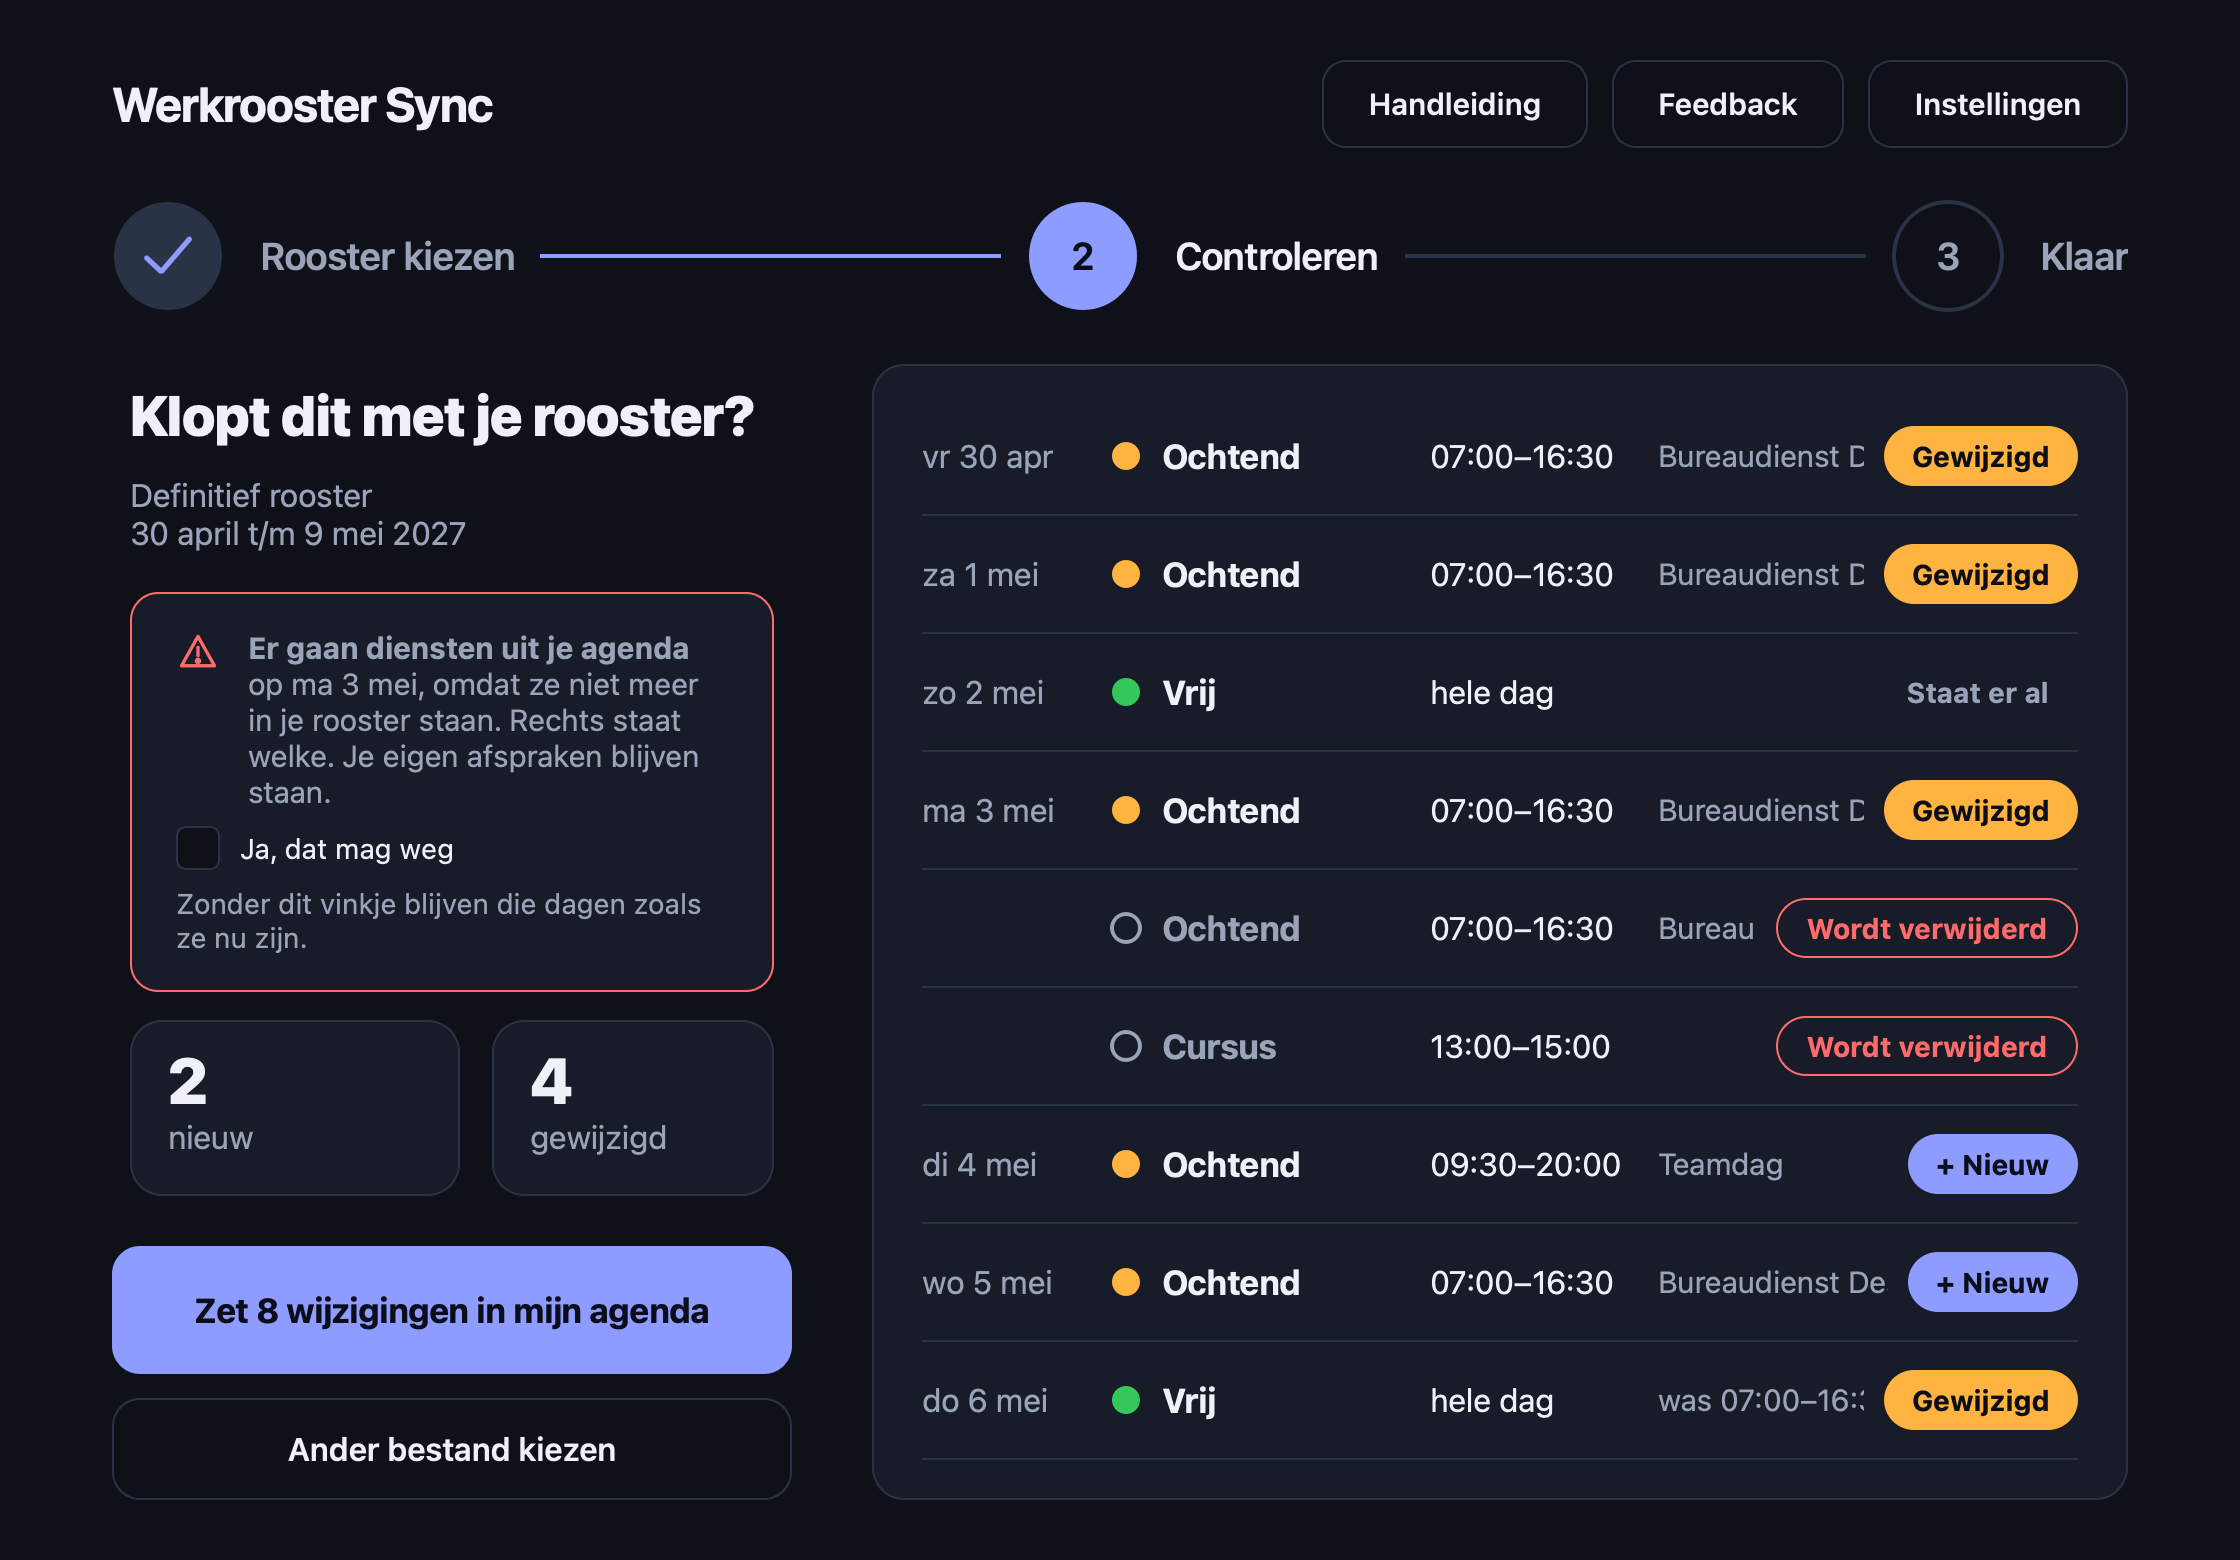 Werkrooster Sync
Handleiding
Feedback
Instellingen
Rooster kiezen
2
Controleren
3
Klaar
Klopt dit met je rooster?
Definitief rooster
30 april t/m 9 mei 2027
Er gaan diensten uit je agenda
op ma 3 mei, omdat ze niet meer
in je rooster staan. Rechts staat
welke. Je eigen afspraken blijven
staan.
Ja, dat mag weg
Zonder dit vinkje blijven die dagen zoals
ze nu zijn.
2
nieuw
4
gewijzigd
Zet 8 wijzigingen in mijn agenda
Ander bestand kiezen
vr 30 apr Ochtend 07:00–16:30 Bureaudienst D Gewijzigd
za 1 mei Ochtend 07:00–16:30 Bureaudienst D Gewijzigd
zo 2 mei Vrij hele dag Staat er al
ma 3 mei Ochtend 07:00–16:30 Bureaudienst D Gewijzigd
Ochtend 07:00–16:30 Bureau Wordt verwijderd
Cursus 13:00–15:00 Wordt verwijderd
di 4 mei Ochtend 09:30–20:00 Teamdag + Nieuw
wo 5 mei Ochtend 07:00–16:30 Bureaudienst De + Nieuw
do 6 mei Vrij hele dag was 07:00–16: Gewijzigd